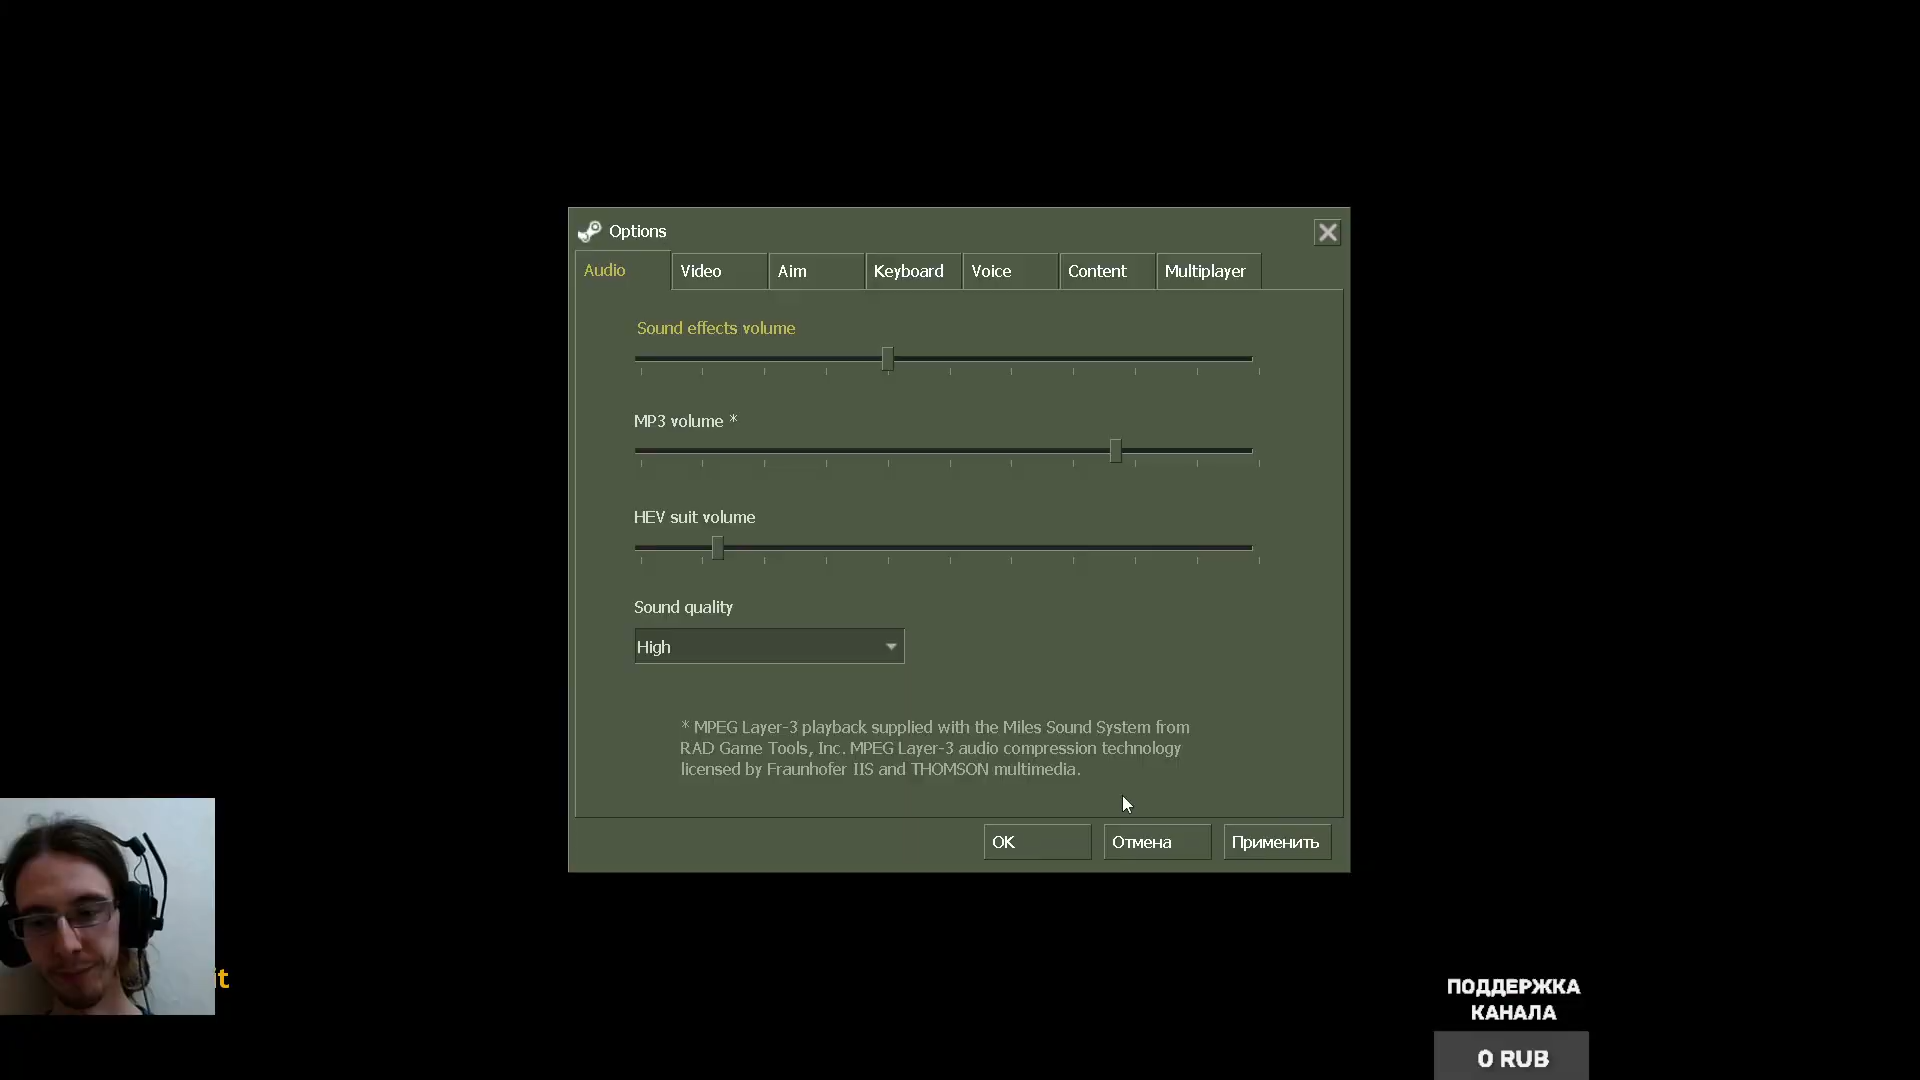 Options
Audio
Video
Aim
Keyboard
Voice
Content
Multiplayer
Sound effects volume
MP3 volume *
HEV suit volume
Sound quality
High
* MPEG Layer-3 playback supplied with the Miles Sound System from
RAD Game Tools, Inc. MPEG Layer-3 audio compression technology
licensed by Fraunhofer IIS and THOMSON multimedia.
OK
Отмена
Применить
ПОДДЕРЖКА
КАНАЛА
0 RUB